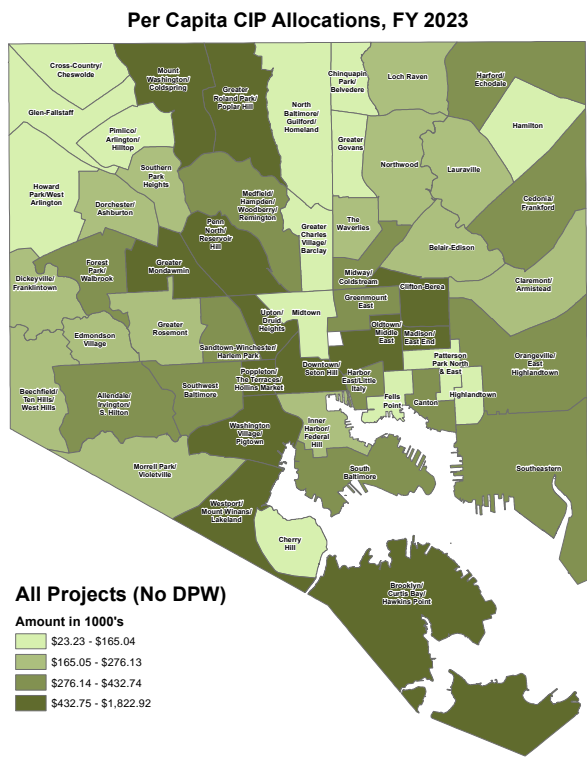 Per Capita CIP Allocations, FY 2023
Cross-Country/
Cheswolde
Mount
Washington/
Coldspring
Greater
Roland Park/
Poplar Hill
Chinquapin
Park/
Belvedere
Loch Raven
Harford/
Echodale
Glen-Fallstaff
North
Baltimore/
Guilford/
Homeland
Hamilton
Pimlico/
Arlington/
Hilltop
Greater
Govans
Northwood
Lauraville
Southern
Park
Heights
Howard
Park/West
Arlington
Medfield/
Hampden/
Woodberry/
Remington
Cedonia/
Frankford
Dorchester/
Ashburton
Penn
North/
Reservoir
Hill
Greater
Charles
Village/
Barclay
The
Waverlies
Belair-Edison
Forest
Park/
Walbrook
Greater
Mondawmin
Dickeyville/
Franklintown
Midway/
Coldstream
Clifton-Berea
Claremont/
Armistead
Greenmount
East
Upton/
Druid
Heights
Midtown
Greater
Rosemont
Oldtown/
Middle
East
Madison/
East End
Edmondson
Village
Sandtown-Winchester/
Harlem Park
Patterson
Park North
& East
Orangeville/
East
Highlandtown
Downtown/
Seton Hill
Poppleton/
The Terraces/
Hollins Market
Harbor
East/Little
Italy
Southwest
Baltimore
Beechfield/
Ten Hills/
West Hills
Allendale/
Irvington/
S. Hilton
Fells
Point
Canton
Highlandtown
Washington
Village/
Pigtown
Inner
Harbor/
Federal
Hill
Morrell Park/
Violetville
South
Baltimore
Southeastern
Westport/
Mount Winans/
Lakeland
Cherry
Hill
Brooklyn/
Curtis Bay/
Hawkins Point
All Projects (No DPW)
Amount in 1000's
$23.23 - $165.04
$165.05 - $276.13
$276.14 - $432.74
$432.75 - $1,822.92